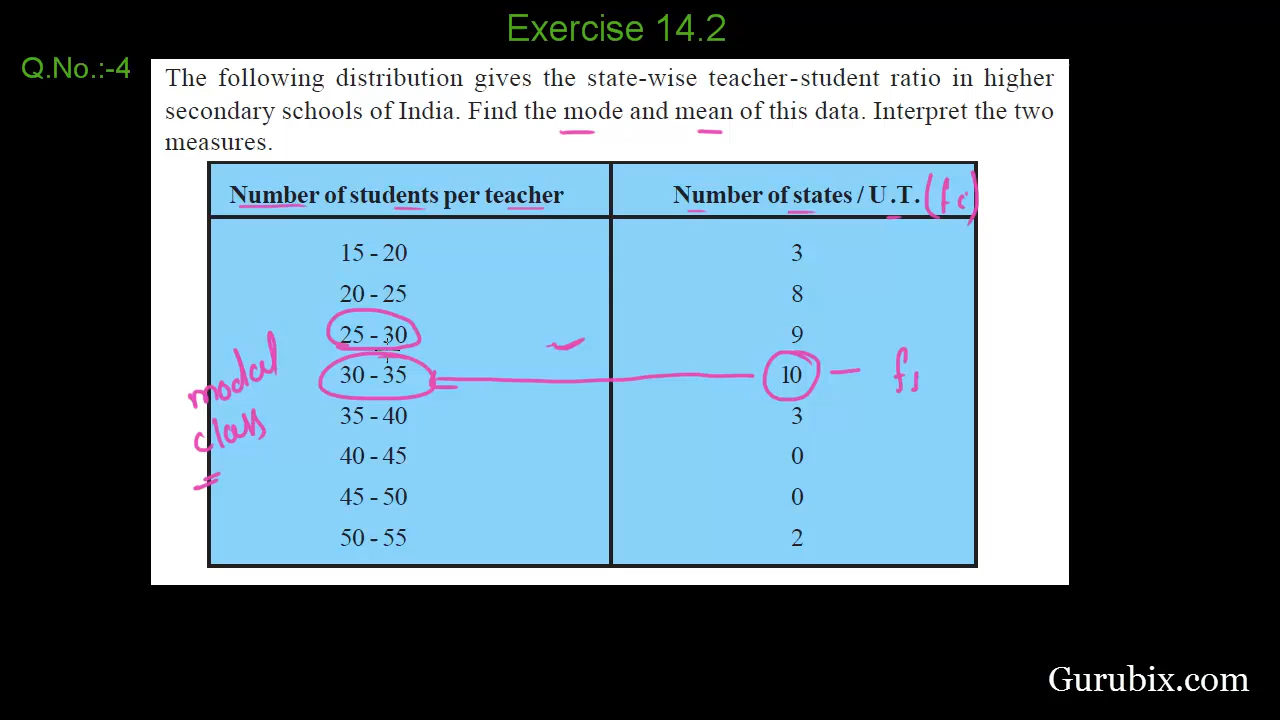 Exercise 14.2
Q.No.:-4
The following distribution gives the state-wise teacher-student ratio in higher
secondary schools of India. Find the mode and mean of this data. Interpret the two
measures.
Number of students per teacher Number of states / U.T. (fi)
15 - 20 3
20 - 25 8
25 - 30 9
30 - 35 10 — f1
35 - 40 3
40 - 45 0
45 - 50 0
50 - 55 2
modal
class
=
Gurubix.com